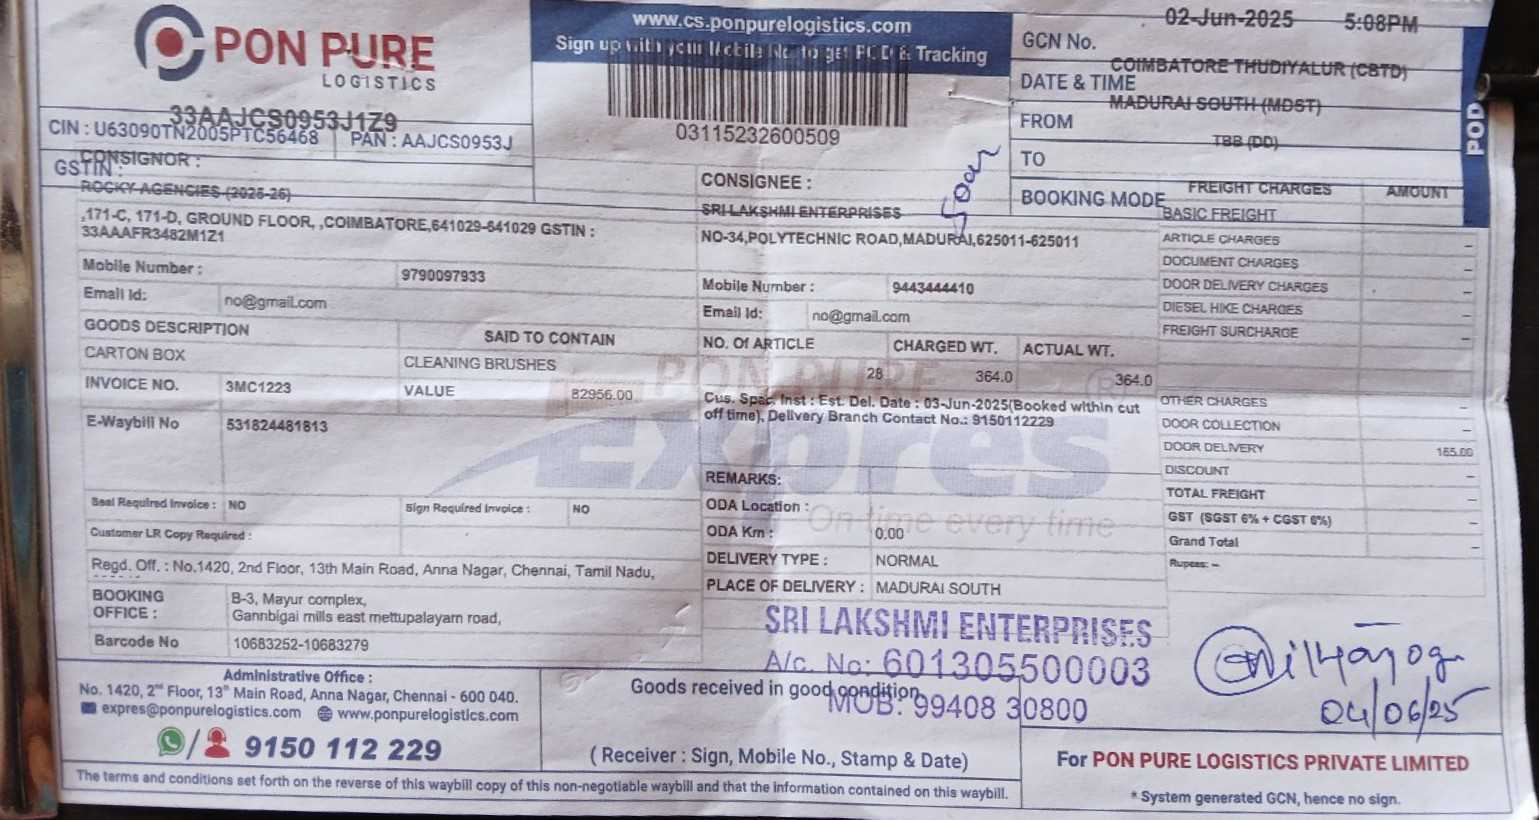 PON PURE
LOGISTICS
33AAJCS0953J1Z9
CIN : U63090TN2005PTC56468 PAN : AAJCS0953J
GSTIN :
www.cs.ponpurelogistics.com
Sign up with your Mobile No to get POD & Tracking
03115232600509
02-Jun-2025 5:08PM
GCN No.
COIMBATORE THUDIYALUR (CBTD)
DATE & TIME
MADURAI SOUTH (MDST)
FROM
TBB (DD)
TO
BOOKING MODE
POD
CONSIGNOR :
ROCKY AGENCIES (2025-26)
,171-C, 171-D, GROUND FLOOR, ,COIMBATORE,641029-641029 GSTIN :
33AAAFR3482M1Z1
Mobile Number : 9790097933
Email Id: no@gmail.com
GOODS DESCRIPTION SAID TO CONTAIN
CARTON BOX CLEANING BRUSHES
INVOICE NO. 3MC1223 VALUE 82956.00
E-Waybill No 531824481813
Seal Required Invoice : NO Sign Required Invoice : NO
Customer LR Copy Required :
Regd. Off. : No.1420, 2nd Floor, 13th Main Road, Anna Nagar, Chennai, Tamil Nadu,
BOOKING OFFICE : B-3, Mayur complex,
Gannbigai mills east mettupalayam road,
Barcode No 10683252-10683279
CONSIGNEE :
SRI LAKSHMI ENTERPRISES
NO-34,POLYTECHNIC ROAD,MADURAI,625011-625011
Mobile Number : 9443444410
Email Id: no@gmail.com
NO. Of ARTICLE CHARGED WT. ACTUAL WT.
28 364.0 364.0
PON PURE
Expres
On-time every time
Cus. Spac. Inst : Est. Del. Date : 03-Jun-2025(Booked within cut
off time), Delivery Branch Contact No.: 9150112229
REMARKS:
ODA Location :
ODA Km : 0.00
DELIVERY TYPE : NORMAL
PLACE OF DELIVERY : MADURAI SOUTH
FREIGHT CHARGES AMOUNT
BASIC FREIGHT
ARTICLE CHARGES –
DOCUMENT CHARGES –
DOOR DELIVERY CHARGES –
DIESEL HIKE CHARGES –
FREIGHT SURCHARGE –
OTHER CHARGES –
DOOR COLLECTION –
DOOR DELIVERY 185.00
DISCOUNT –
TOTAL FREIGHT –
GST (SGST 6% + CGST 6%) –
Grand Total –
Rupees: –
SRI LAKSHMI ENTERPRISES
A/c. No: 601305500003
MOB: 99408 30800
04/06/25
Administrative Office :
No. 1420, 2nd Floor, 13th Main Road, Anna Nagar, Chennai - 600 040.
expres@ponpurelogistics.com www.ponpurelogistics.com
/ 9150 112 229
Goods received in good condition
( Receiver : Sign, Mobile No., Stamp & Date)
For PON PURE LOGISTICS PRIVATE LIMITED
* System generated GCN, hence no sign.
The terms and conditions set forth on the reverse of this waybill copy of this non-negotiable waybill and that the information contained on this waybill.